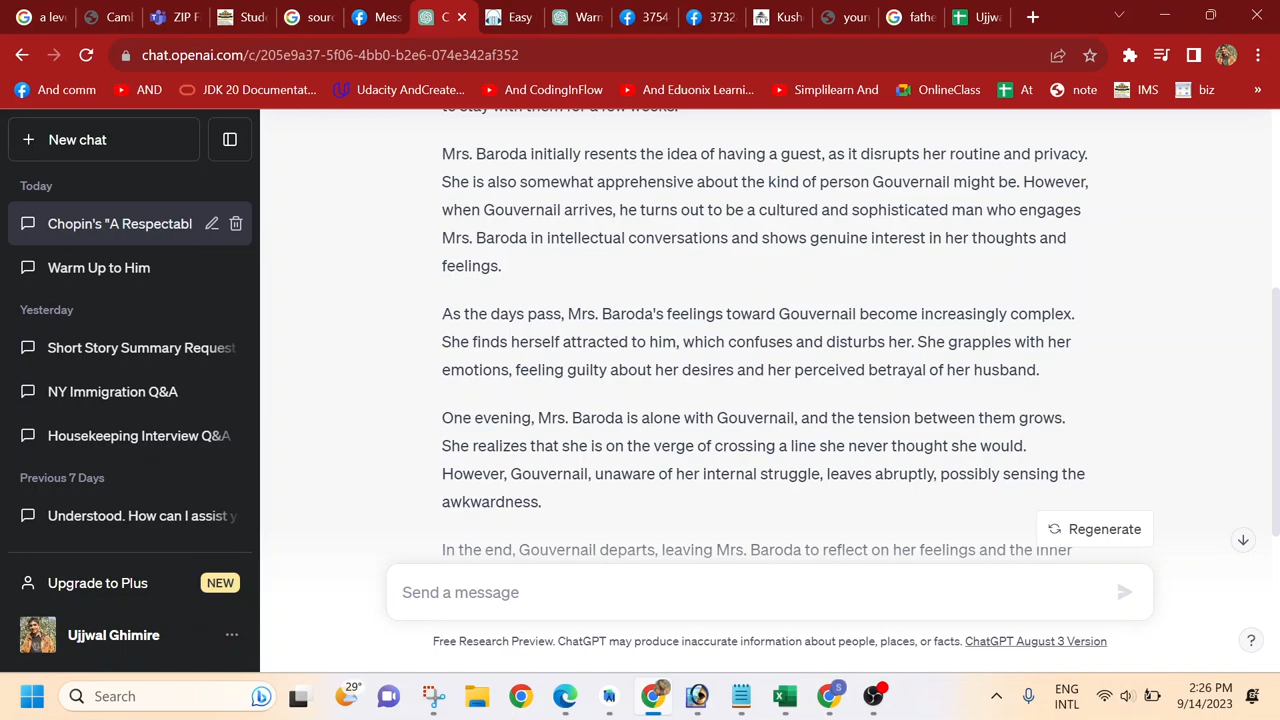 a leve
Camb
ZIP F
Stude
sourc
Mess
C
Easy
Warm
3754
3732
Kush
your
fathe
Ujjwa
chat.openai.com/c/205e9a37-5f06-4bb0-b2e6-074e342af352
And comm
AND
JDK 20 Documentat...
Udacity AndCreate...
And CodingInFlow
And Eduonix Learni...
Simplilearn And
OnlineClass
At
note
IMS
biz
»
New chat
to stay with them for a few weeks.
Mrs. Baroda initially resents the idea of having a guest, as it disrupts her routine and privacy.
Today
She is also somewhat apprehensive about the kind of person Gouvernail might be. However,
Chopin's "A Respectabl
when Gouvernail arrives, he turns out to be a cultured and sophisticated man who engages
Mrs. Baroda in intellectual conversations and shows genuine interest in her thoughts and
Warm Up to Him
feelings.
Yesterday
As the days pass, Mrs. Baroda's feelings toward Gouvernail become increasingly complex.
Short Story Summary Request
She finds herself attracted to him, which confuses and disturbs her. She grapples with her
emotions, feeling guilty about her desires and her perceived betrayal of her husband.
NY Immigration Q&A
One evening, Mrs. Baroda is alone with Gouvernail, and the tension between them grows.
Housekeeping Interview Q&A
She realizes that she is on the verge of crossing a line she never thought she would.
However, Gouvernail, unaware of her internal struggle, leaves abruptly, possibly sensing the
Previous 7 Days
awkwardness.
Understood. How can I assist y
Regenerate
In the end, Gouvernail departs, leaving Mrs. Baroda to reflect on her feelings and the inner
Upgrade to Plus
NEW
Send a message
Ujjwal Ghimire
Free Research Preview. ChatGPT may produce inaccurate information about people, places, or facts. ChatGPT August 3 Version
?
29°
Search
ENG
INTL
2:26 PM
9/14/2023